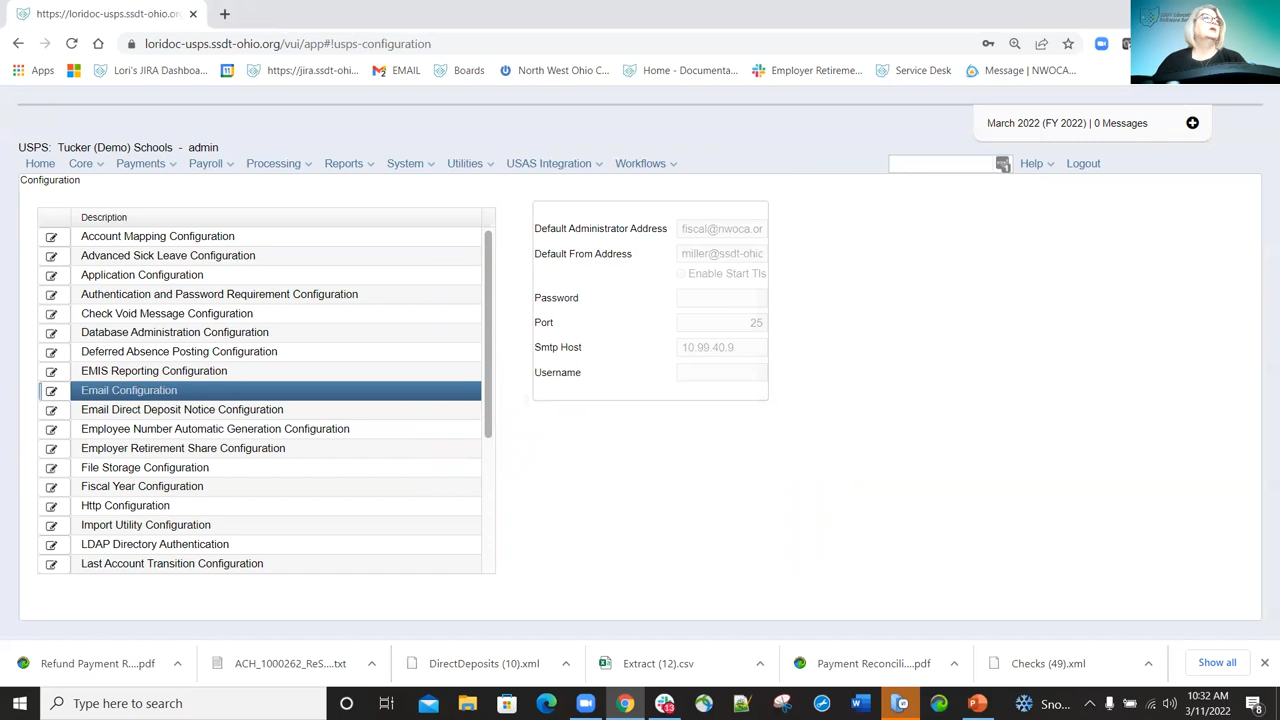 https://loridoc-usps.ssdt-ohio.org/
loridoc-usps.ssdt-ohio.org/vui/app#!usps-configuration
Apps
Lori's JIRA Dashboa...
https://jira.ssdt-ohi...
EMAIL
Boards
North West Ohio C...
Home - Documenta...
Employer Retireme...
Service Desk
Message | NWOCA...
March 2022 (FY 2022) | 0 Messages
USPS: Tucker (Demo) Schools - admin
Home Core Payments Payroll Processing Reports System Utilities USAS Integration Workflows Help Logout
Configuration
Description
Account Mapping Configuration
Advanced Sick Leave Configuration
Application Configuration
Authentication and Password Requirement Configuration
Check Void Message Configuration
Database Administration Configuration
Deferred Absence Posting Configuration
EMIS Reporting Configuration
Email Configuration
Email Direct Deposit Notice Configuration
Employee Number Automatic Generation Configuration
Employer Retirement Share Configuration
File Storage Configuration
Fiscal Year Configuration
Http Configuration
Import Utility Configuration
LDAP Directory Authentication
Last Account Transition Configuration
Default Administrator Address fiscal@nwoca.or
Default From Address miller@ssdt-ohic
Enable Start Tls
Password
Port 25
Smtp Host 10.99.40.9
Username
Refund Payment R....pdf
ACH_1000262_ReS....txt
DirectDeposits (10).xml
Extract (12).csv
Payment Reconcili....pdf
Checks (49).xml
Show all
Type here to search
13
Sno...
10:32 AM
3/11/2022
8